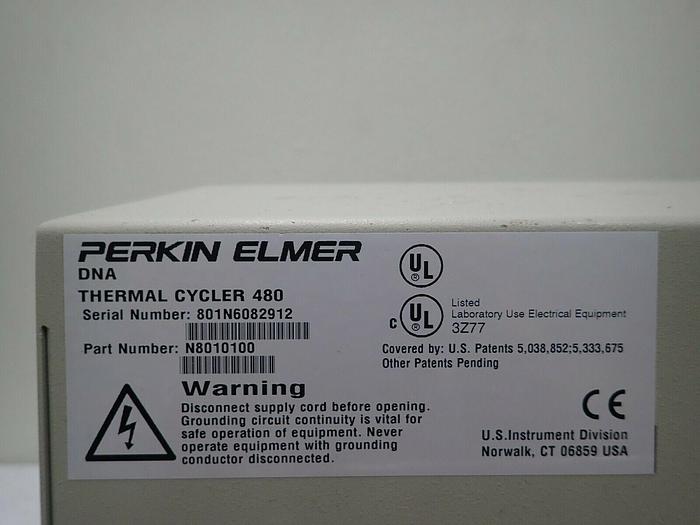 PERKIN ELMER
DNA
THERMAL CYCLER 480
Serial Number: 801N6082912
Part Number: N8010100
UL
C UL
Listed
Laboratory Use Electrical Equipment
3Z77
Covered by: U.S. Patents 5,038,852;5,333,675
Other Patents Pending
Warning
Disconnect supply cord before opening.
Grounding circuit continuity is vital for
safe operation of equipment. Never
operate equipment with grounding
conductor disconnected.
CE
U.S.Instrument Division
Norwalk, CT 06859 USA